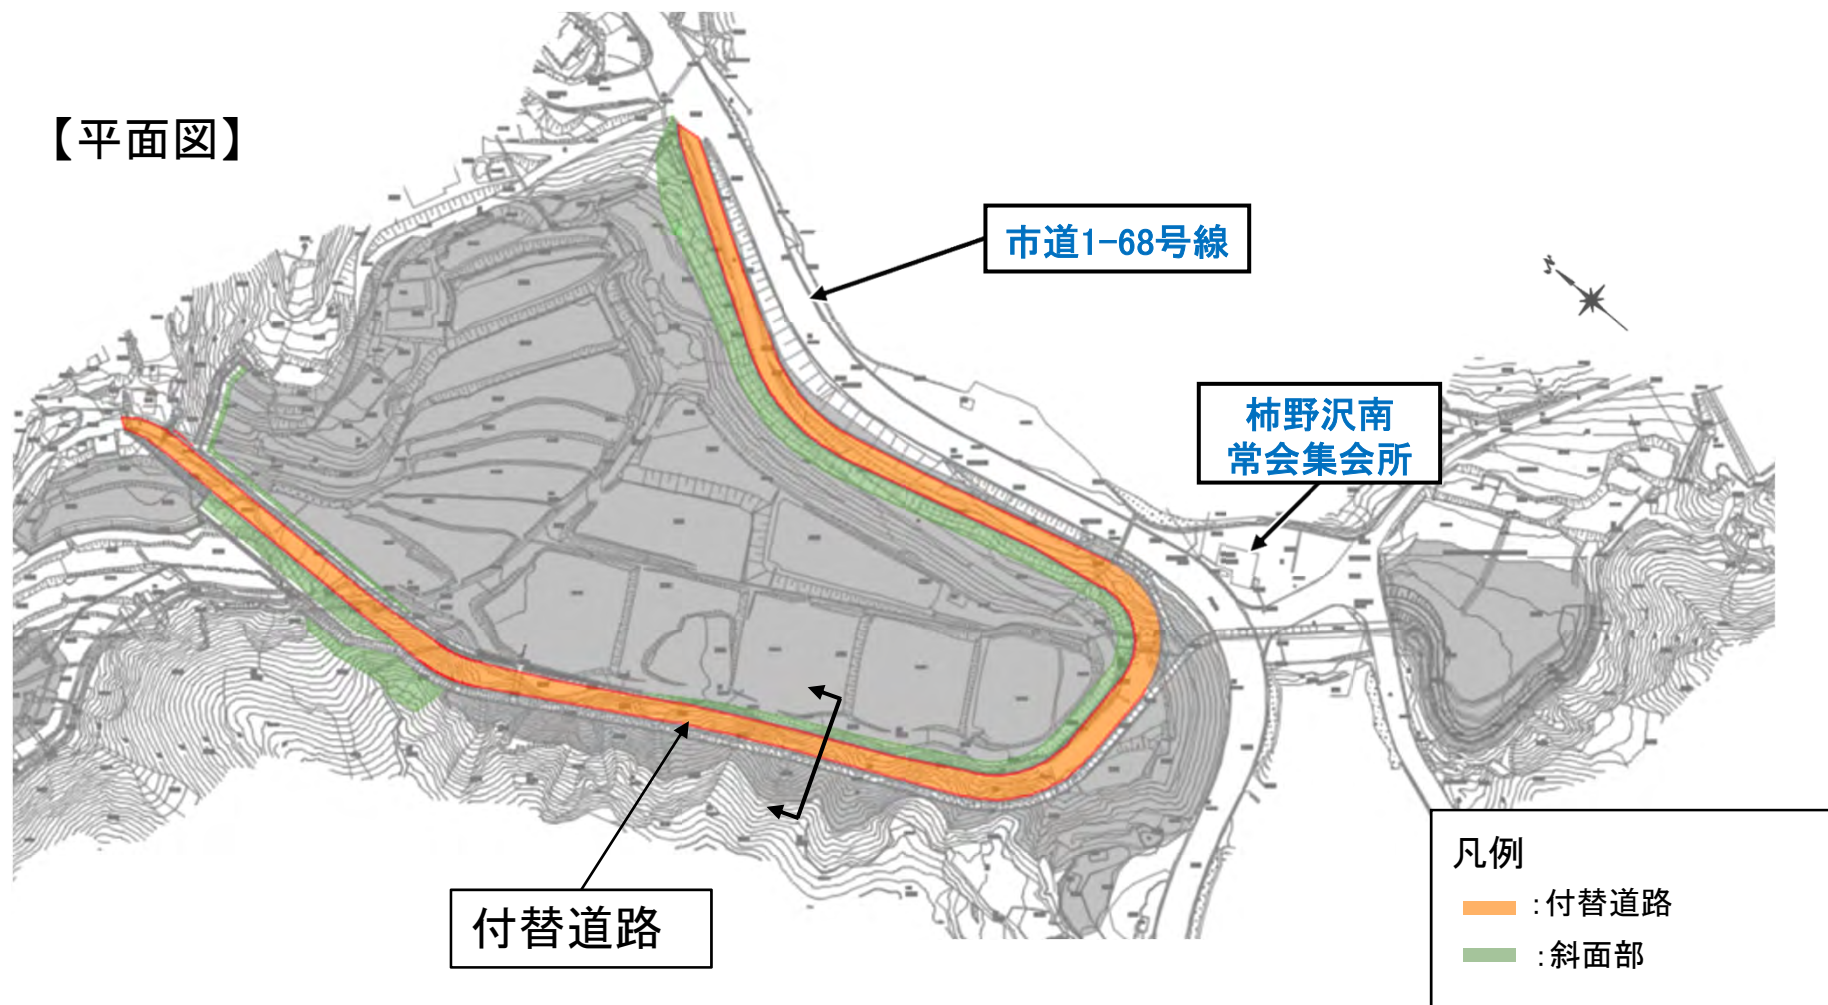 【平面図】
市道1-68号線
N
柿野沢南
常会集会所
付替道路
凡例
:付替道路
:斜面部